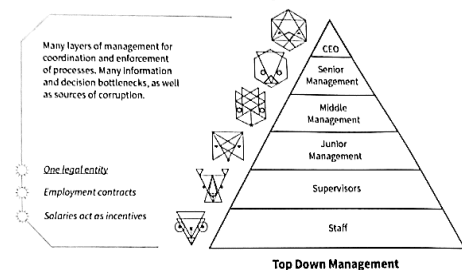 Many layers of management for
coordination and enforcement
of processes. Many information
and decision bottlenecks, as well
as sources of corruption.
One legal entity
Employment contracts
Salaries act as incentives
CEO
Senior
Management
Middle
Management
Junior
Management
Supervisors
Staff
Top Down Management